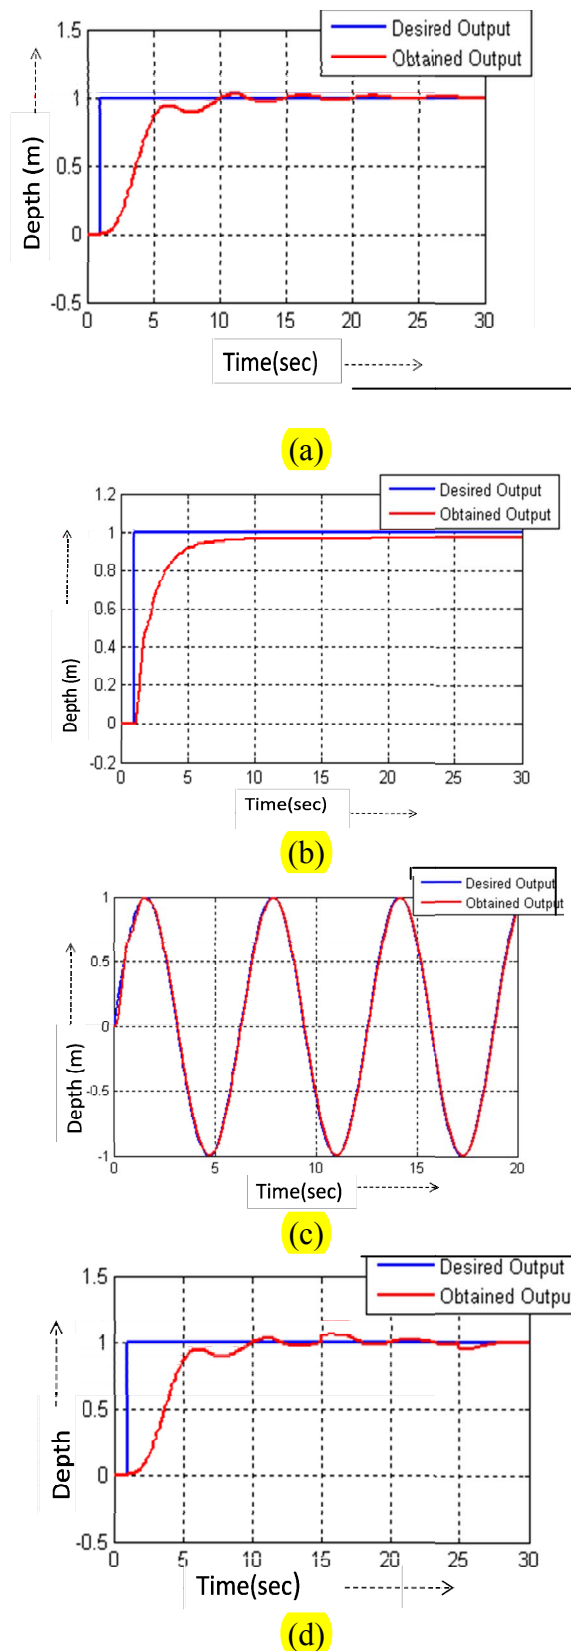 1.5
Desired Output
Obtained Output
1
0.5
0
-0.5
0 5 10 15 20 25 30
Depth (m)
Time(sec)
(a)
1.2
Desired Output
Obtained Output
1
0.8
0.6
0.4
0.2
0
-0.2
0 5 10 15 20 25 30
Depth (m)
Time(sec)
(b)
1
Desired Output
Obtained Output
0.5
0
-0.5
-1
0 5 10 15 20
Depth (m)
Time(sec)
(c)
1.5
Desired Output
Obtained Outpu
1
0.5
0
-0.5
0 5 10 15 20 25 30
Depth
Time(sec)
(d)